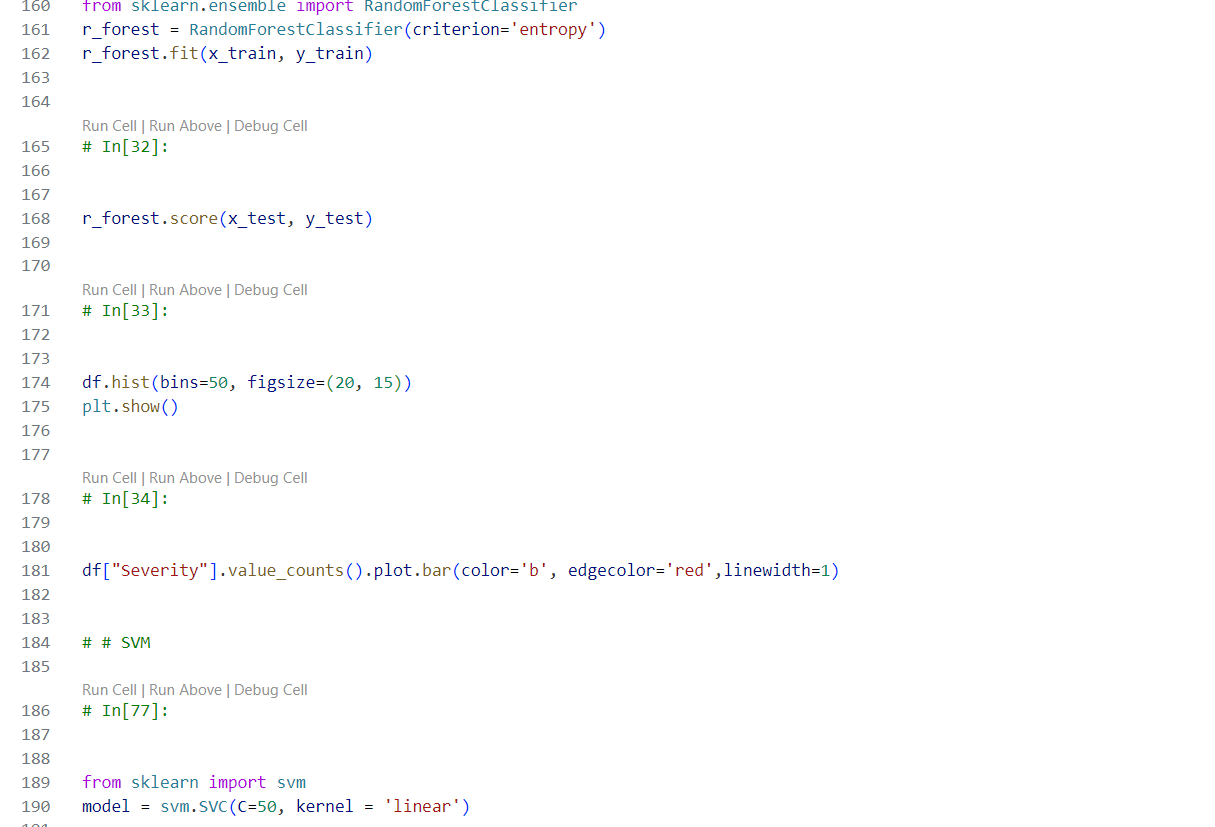 160 from sklearn.ensemble import RandomForestClassifier
161 r_forest = RandomForestClassifier(criterion='entropy')
162 r_forest.fit(x_train, y_train)
163
164
Run Cell | Run Above | Debug Cell
165 # In[32]:
166
167
168 r_forest.score(x_test, y_test)
169
170
Run Cell | Run Above | Debug Cell
171 # In[33]:
172
173
174 df.hist(bins=50, figsize=(20, 15))
175 plt.show()
176
177
Run Cell | Run Above | Debug Cell
178 # In[34]:
179
180
181 df["Severity"].value_counts().plot.bar(color='b', edgecolor='red',linewidth=1)
182
183
184 # # SVM
185
Run Cell | Run Above | Debug Cell
186 # In[77]:
187
188
189 from sklearn import svm
190 model = svm.SVC(C=50, kernel = 'linear')